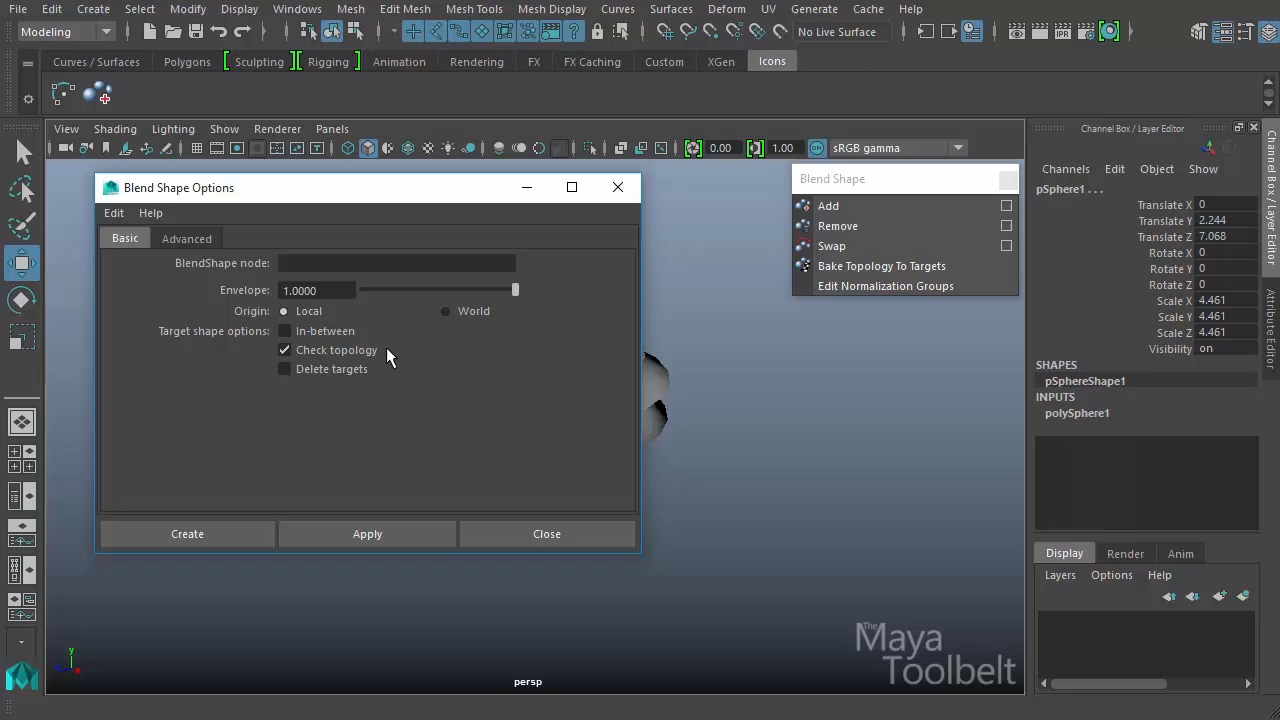 File Edit Create Select Modify Display Windows Mesh Edit Mesh Mesh Tools Mesh Display Curves Surfaces Deform UV Generate Cache Help
Modeling No Live Surface
Curves / Surfaces Polygons Sculpting Rigging Animation Rendering FX FX Caching Custom XGen Icons
View Shading Lighting Show Renderer Panels
0.00 1.00 ON sRGB gamma
Blend Shape Options
Edit Help
Basic Advanced
BlendShape node:
Envelope: 1.0000
Origin: Local World
Target shape options: In-between
Check topology
Delete targets
Create Apply Close
Blend Shape
Add
Remove
Swap
Bake Topology To Targets
Edit Normalization Groups
Channel Box / Layer Editor
Channels Edit Object Show
pSphere1 . . .
Translate X 0
Translate Y 2.244
Translate Z 7.068
Rotate X 0
Rotate Y 0
Rotate Z 0
Scale X 4.461
Scale Y 4.461
Scale Z 4.461
Visibility on
SHAPES
pSphereShape1
INPUTS
polySphere1
Display Render Anim
Layers Options Help
Channel Box / Layer Editor
Attribute Editor
IPR
y
x
persp
The
Maya
Toolbelt